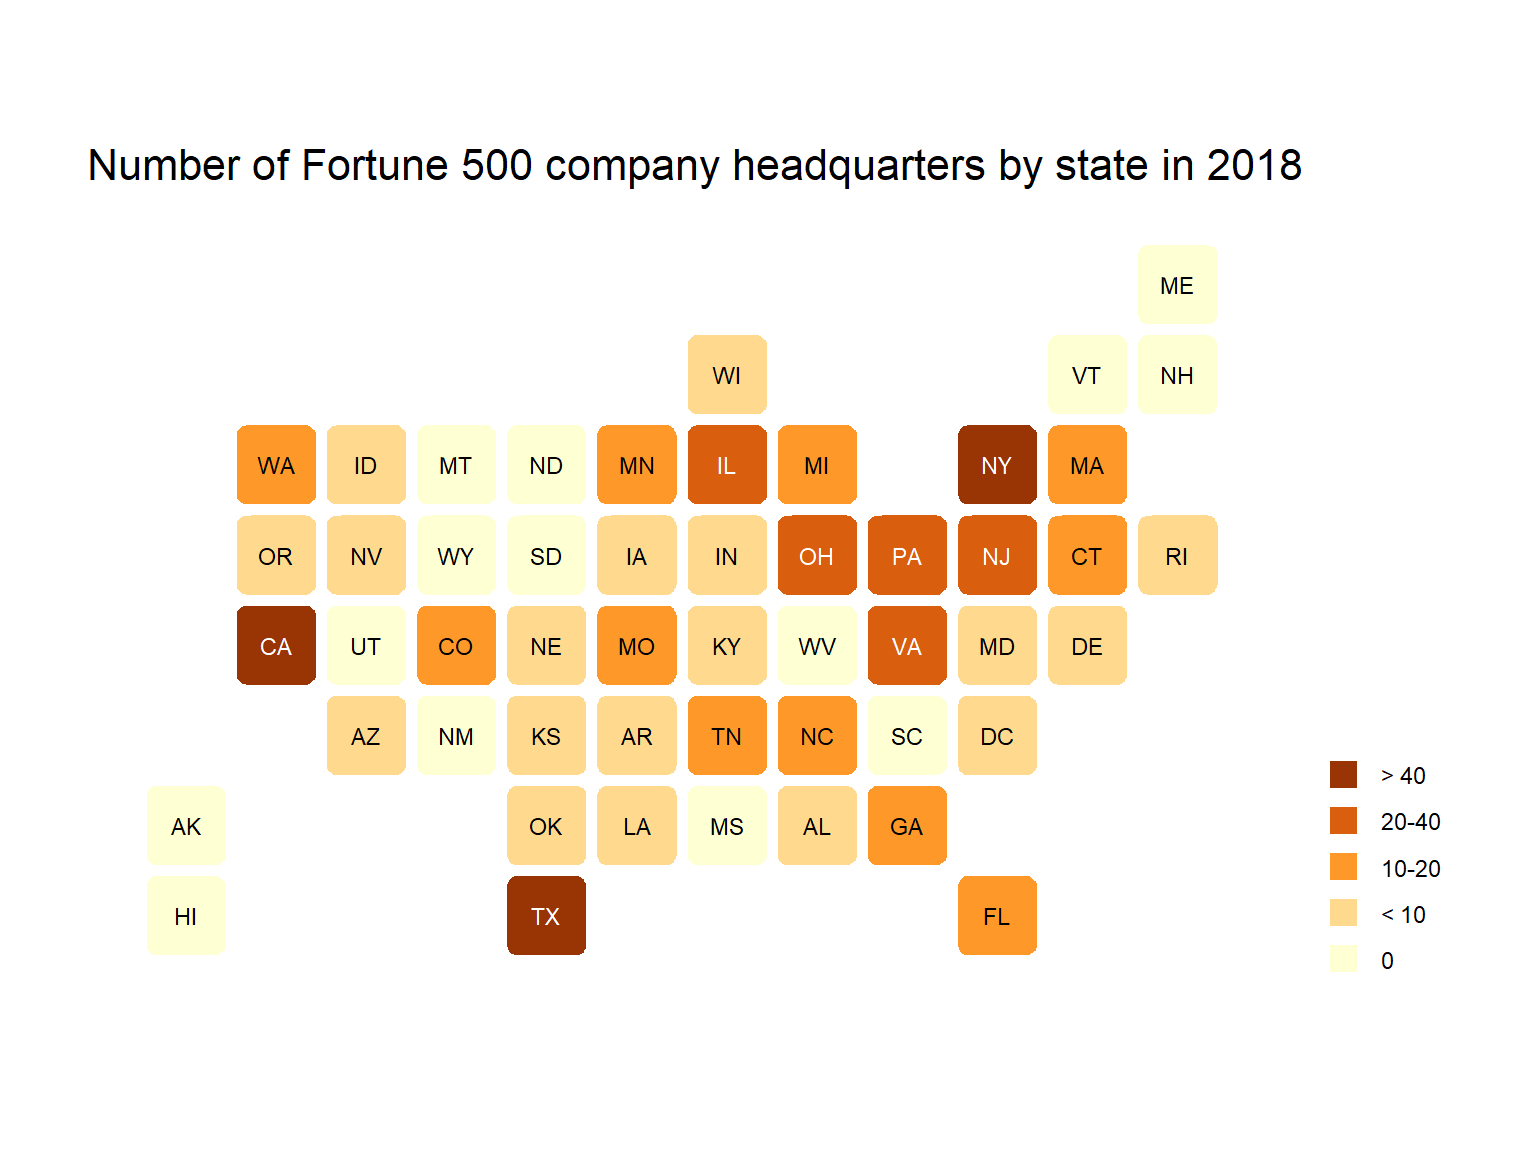 Number of Fortune 500 company headquarters by state in 2018
ME
WI VT NH
WA ID MT ND MN IL MI NY MA
OR NV WY SD IA IN OH PA NJ CT RI
CA UT CO NE MO KY WV VA MD DE
AZ NM KS AR TN NC SC DC
AK OK LA MS AL GA
HI TX FL
> 40
20-40
10-20
< 10
0